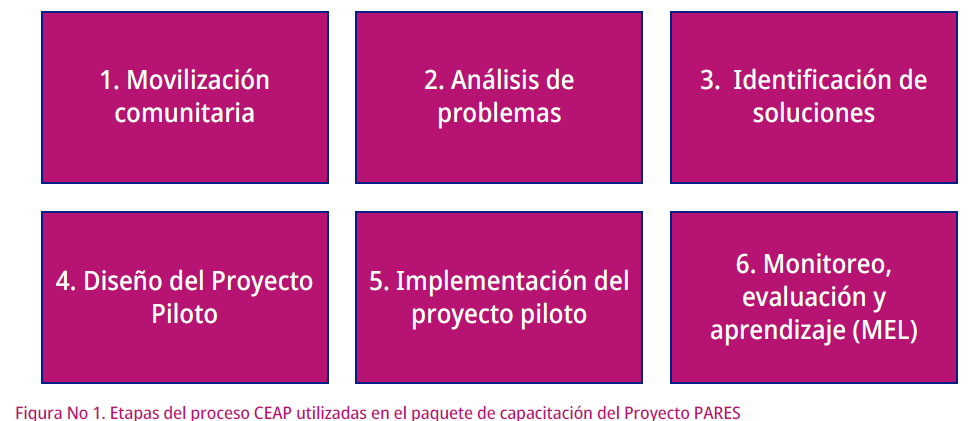 1. Movilización
comunitaria
2. Análisis de
problemas
3.  Identificación de
soluciones
4. Diseño del Proyecto
Piloto
5. Implementación del
proyecto piloto
6. Monitoreo,
evaluación y
aprendizaje (MEL)
Figura No 1. Etapas del proceso CEAP utilizadas en el paquete de capacitación del Proyecto PARES